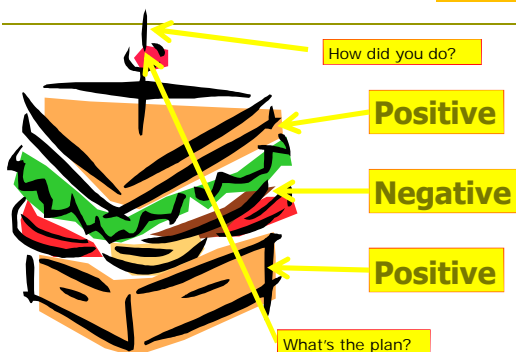 How did you do?
Positive
Negative
Positive
What's the plan?